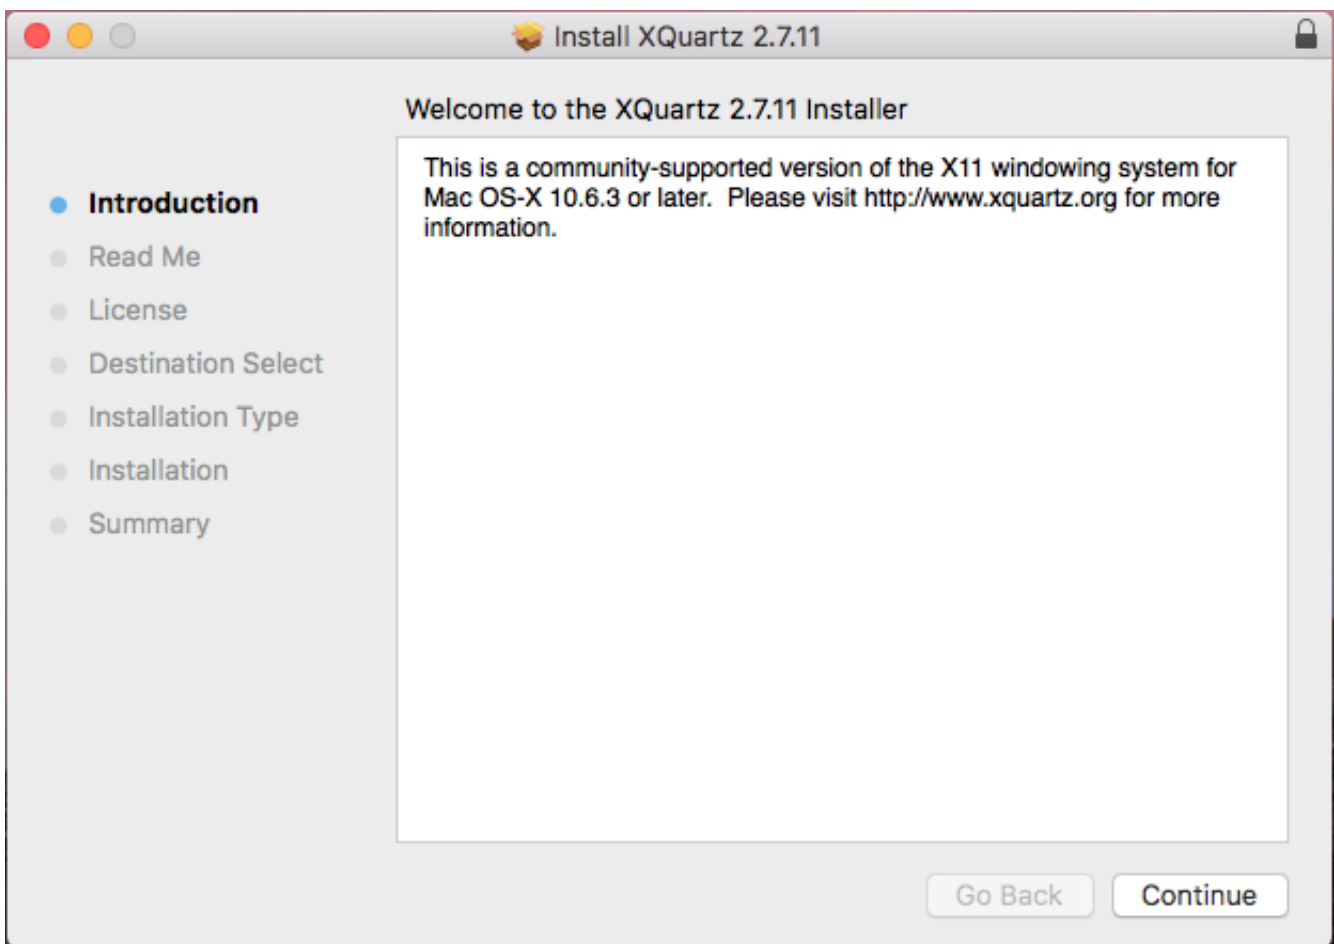 Install XQuartz 2.7.11
Welcome to the XQuartz 2.7.11 Installer
This is a community-supported version of the X11 windowing system for
Mac OS-X 10.6.3 or later.  Please visit http://www.xquartz.org for more
information.
Introduction
Read Me
License
Destination Select
Installation Type
Installation
Summary
Go Back
Continue